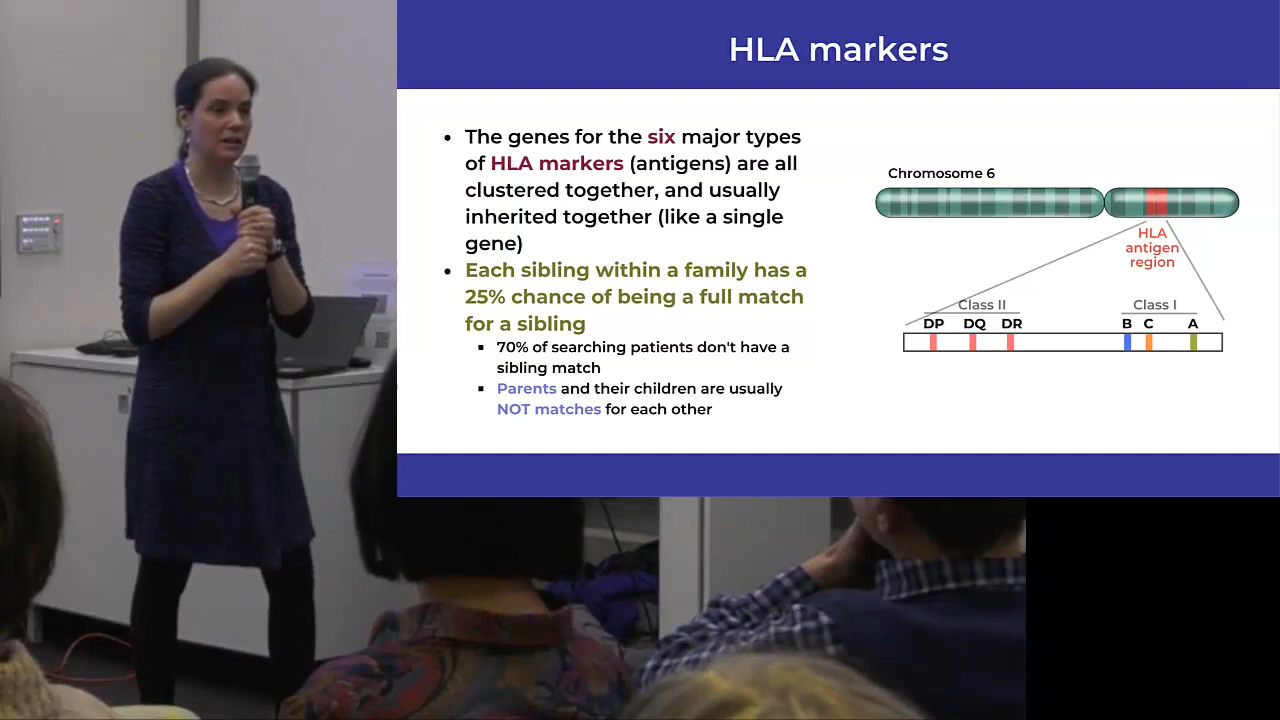 HLA markers
• The genes for the six major types
of HLA markers (antigens) are all
clustered together, and usually
inherited together (like a single
gene)
• Each sibling within a family has a
25% chance of being a full match
for a sibling
▪ 70% of searching patients don't have a
sibling match
▪ Parents and their children are usually
NOT matches for each other
Chromosome 6
HLA
antigen
region
Class II Class I
DP DQ DR B C A